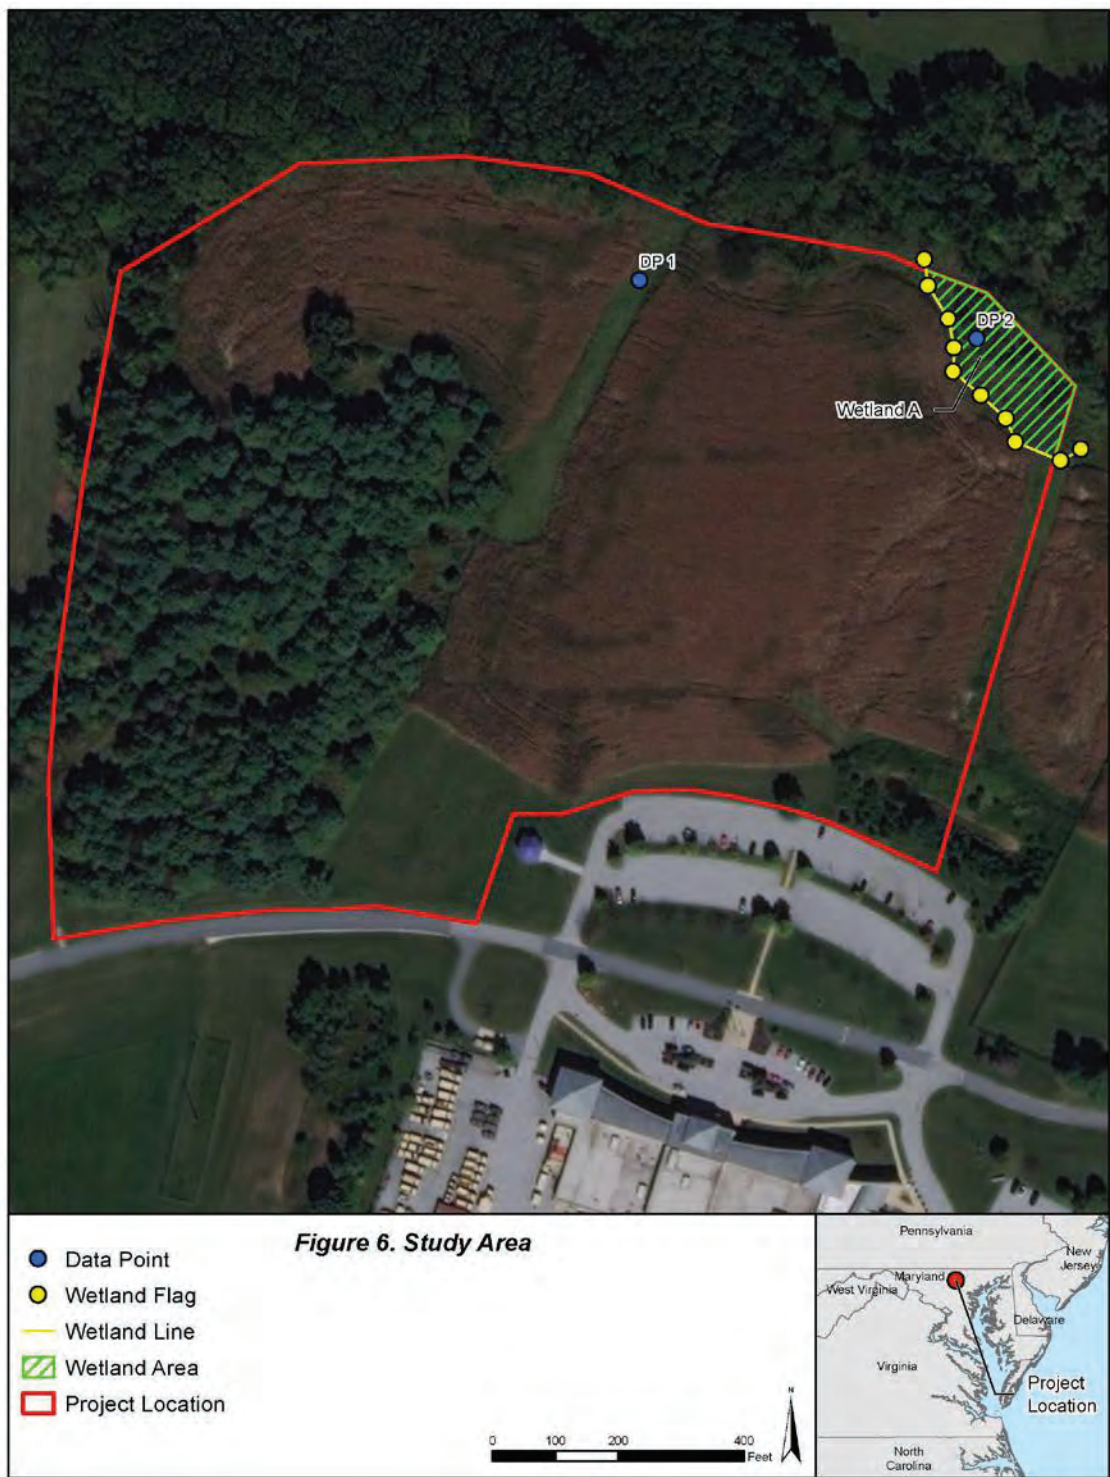 DP 1
DP 2
Wetland A
Figure 6. Study Area
Data Point
Wetland Flag
Wetland Line
Wetland Area
Project Location
0 100 200 400
Feet
N
Pennsylvania
New
Jersey
Maryland
West Virginia
Delaware
Virginia
Project
Location
North
Carolina